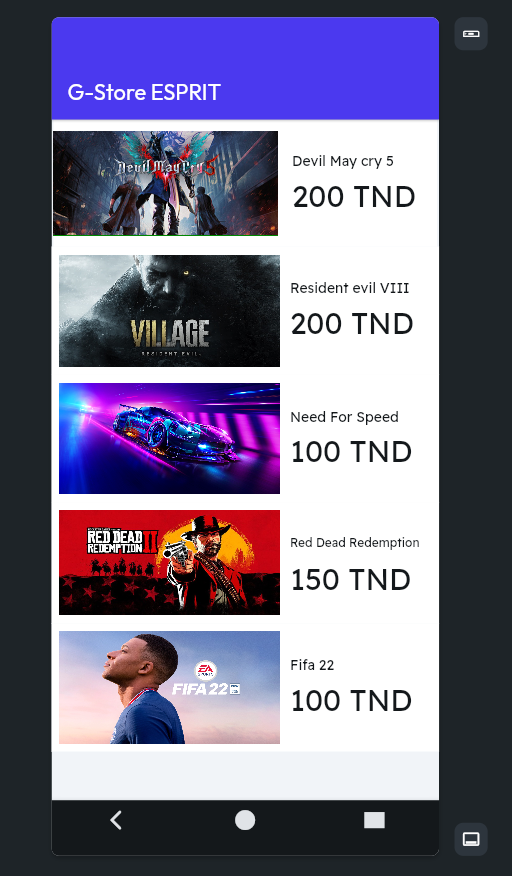 G-Store ESPRIT
Devil May Cry 5
Devil May cry 5
200 TND
VILLAGE
RESIDENT EVIL
Resident evil VIII
200 TND
Need For Speed
100 TND
RED DEAD
REDEMPTION II
Red Dead Redemption
150 TND
EA
SPORTS
FIFA 22
Fifa 22
100 TND